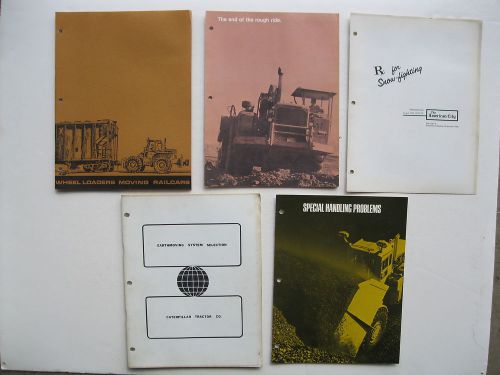 WHEEL LOADERS MOVING RAILCARS
The end of the rough ride.
Rx for
Snow-fighting
The
American City
EARTHMOVING SYSTEM SELECTION
CATERPILLAR TRACTOR CO.
SPECIAL HANDLING PROBLEMS